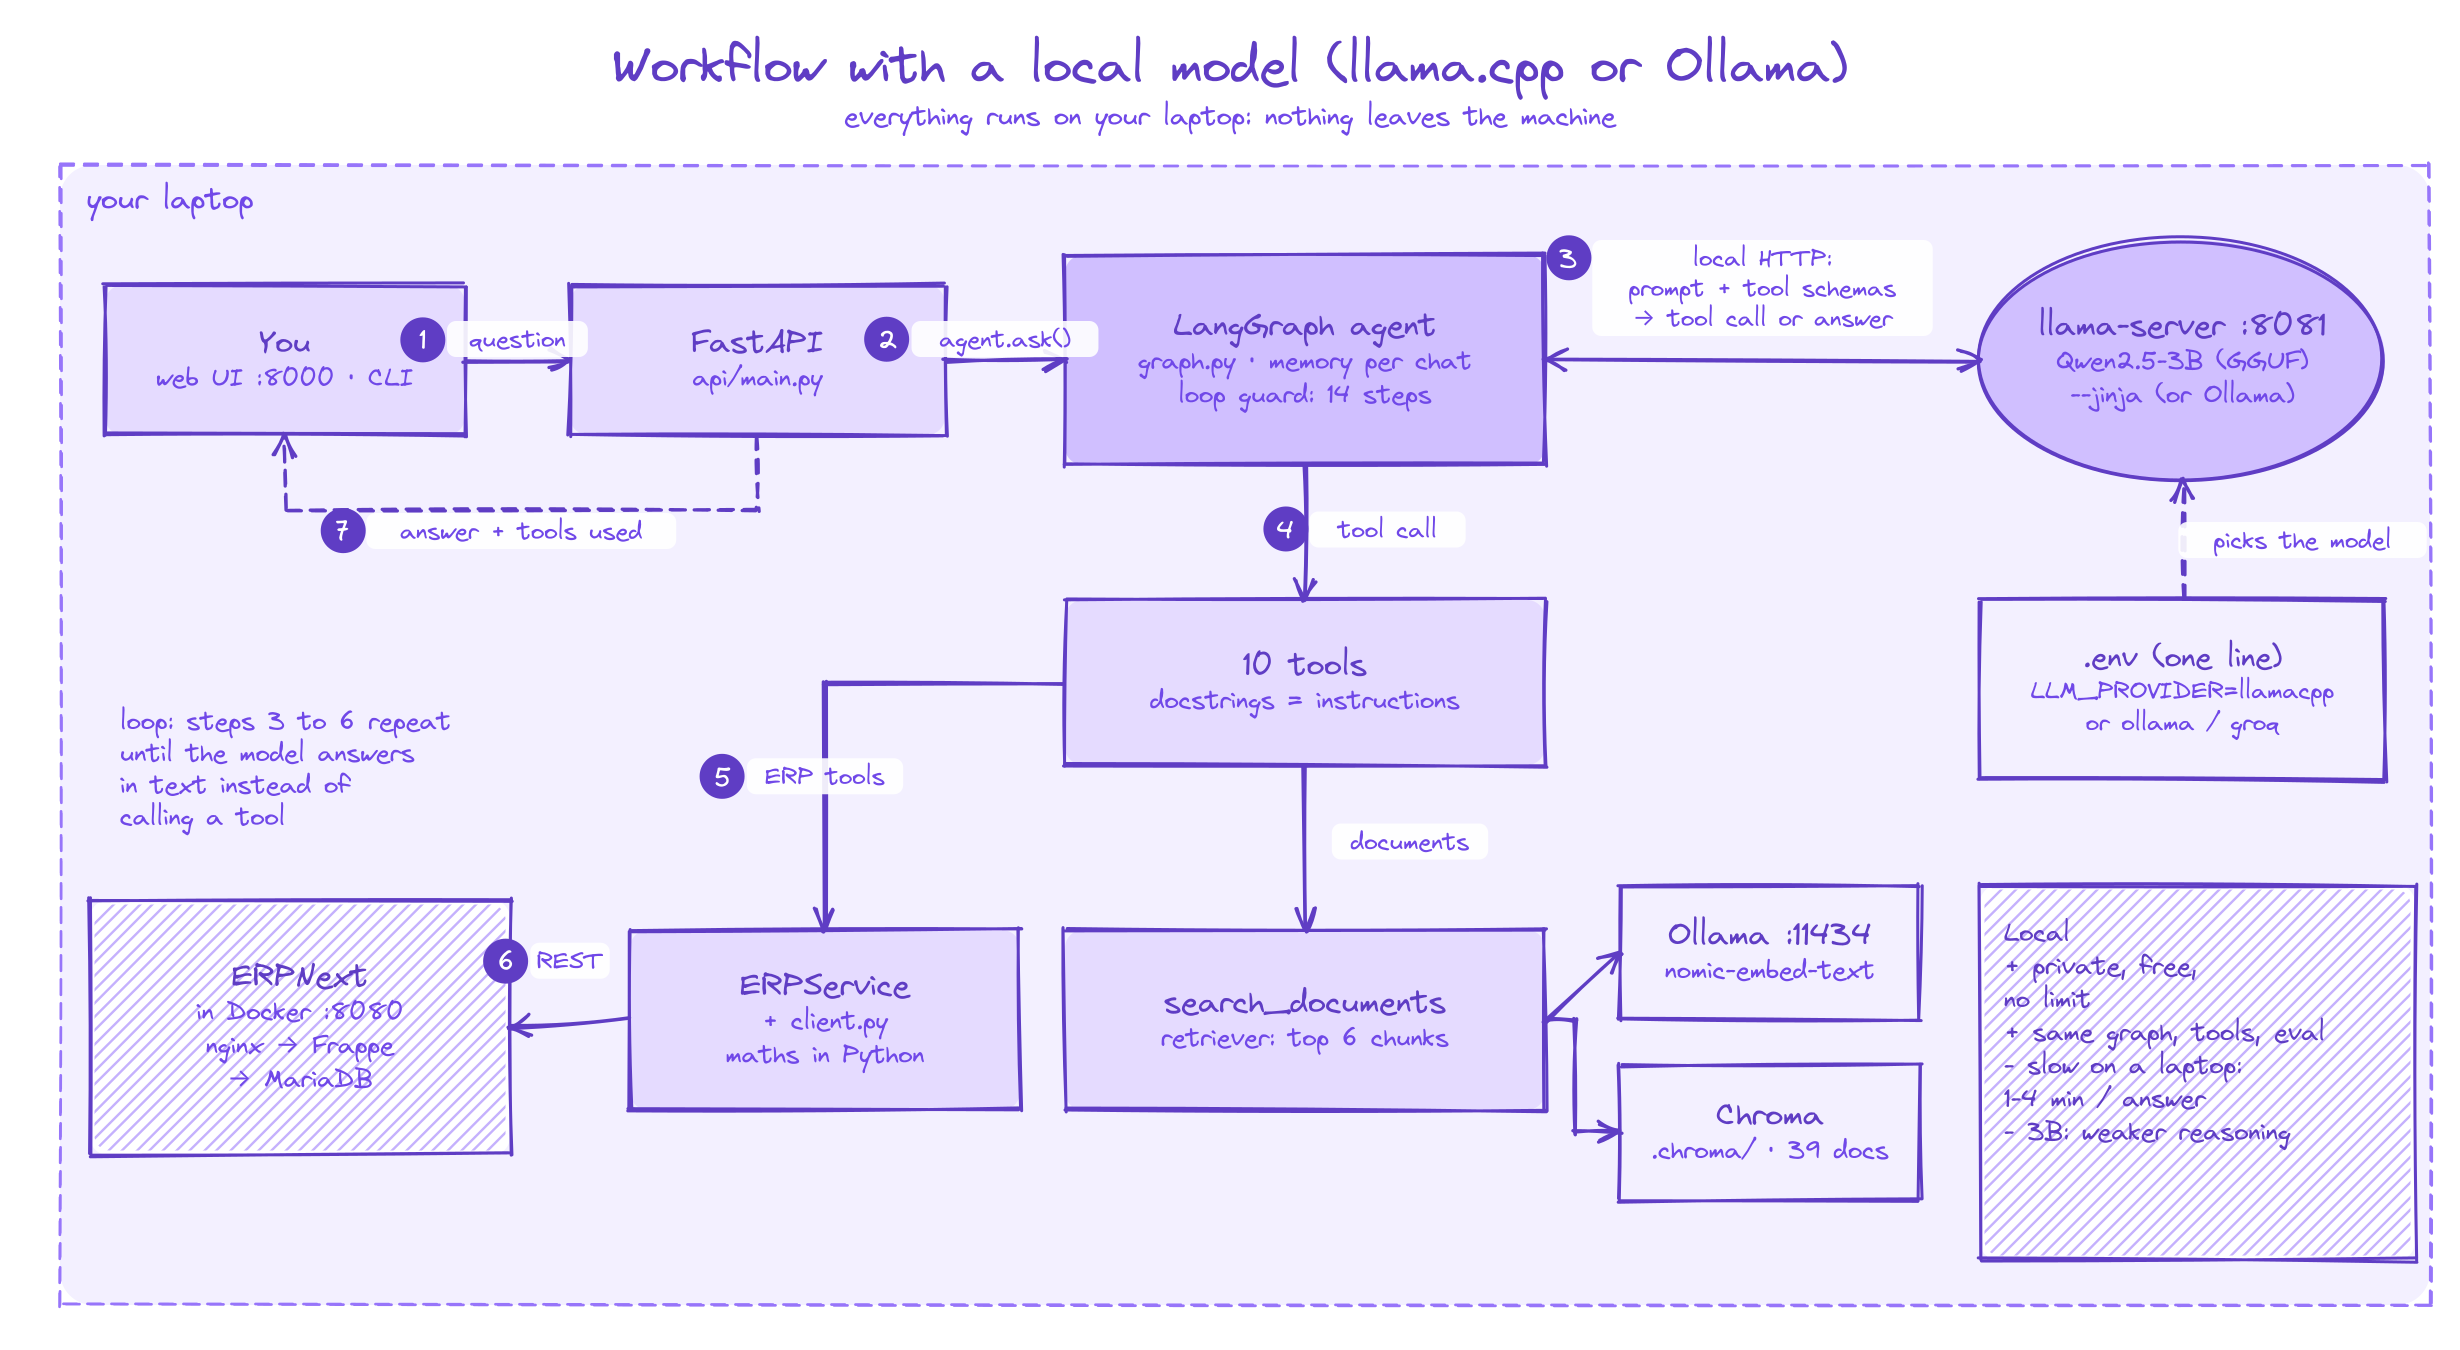 Workflow with a local model (llama.cpp or Ollama)
everything runs on your laptop: nothing leaves the machine
your laptop
You
web UI :8000 · CLI
1
question
FastAPI
api/main.py
2
agent.ask()
LangGraph agent
graph.py · memory per chat
loop guard: 14 steps
3
local HTTP:
prompt + tool schemas
→ tool call or answer
llama-server :8081
Qwen2.5-3B (GGUF)
--jinja (or Ollama)
7
answer + tools used
4
tool call
picks the model
10 tools
docstrings = instructions
.env (one line)
LLM_PROVIDER=llamacpp
or ollama / groq
loop: steps 3 to 6 repeat
until the model answers
in text instead of
calling a tool
5
ERP tools
documents
ERPNext
in Docker :8080
nginx → Frappe
→ MariaDB
6
REST
ERPService
+ client.py
maths in Python
search_documents
retriever: top 6 chunks
Ollama :11434
nomic-embed-text
Chroma
.chroma/ · 39 docs
Local
+ private, free,
no limit
+ same graph, tools, eval
- slow on a laptop:
1-4 min / answer
- 3B: weaker reasoning